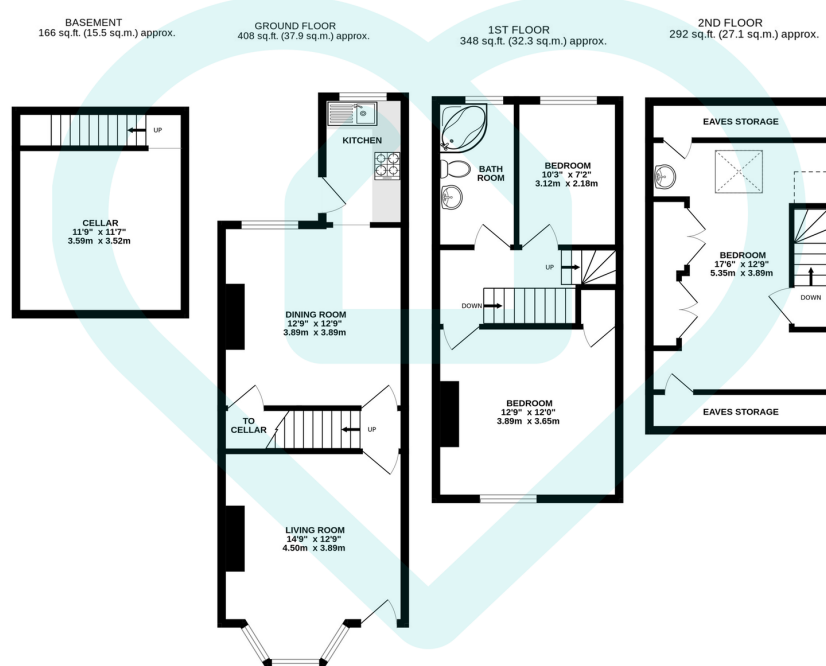 BASEMENT
166 sq.ft. (15.5 sq.m.) approx.
GROUND FLOOR
408 sq.ft. (37.9 sq.m.) approx.
1ST FLOOR
348 sq.ft. (32.3 sq.m.) approx.
2ND FLOOR
292 sq.ft. (27.1 sq.m.) approx.
UP
CELLAR
11'9" x 11'7"
3.59m x 3.52m
KITCHEN
DINING ROOM
12'9" x 12'9"
3.89m x 3.89m
TO
CELLAR
UP
LIVING ROOM
14'9" x 12'9"
4.50m x 3.89m
BATH
ROOM
BEDROOM
10'3" x 7'2"
3.12m x 2.18m
UP
DOWN
BEDROOM
12'9" x 12'0"
3.89m x 3.65m
EAVES STORAGE
BEDROOM
17'6" x 12'9"
5.35m x 3.89m
DOWN
EAVES STORAGE